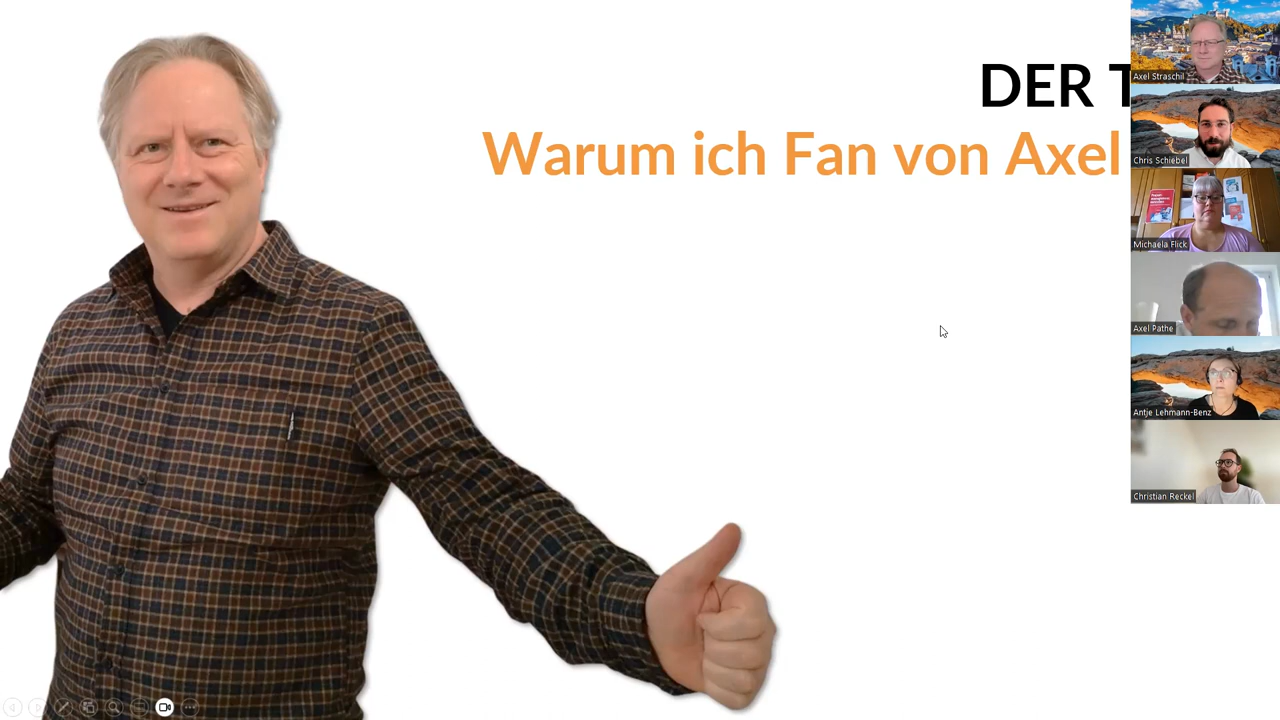 DER T
Warum ich Fan von Axel
Axel Straschil
Chris Schiebel
Michaela Flick
Axel Pathe
Antje Lehmann-Benz
Christian Reckel